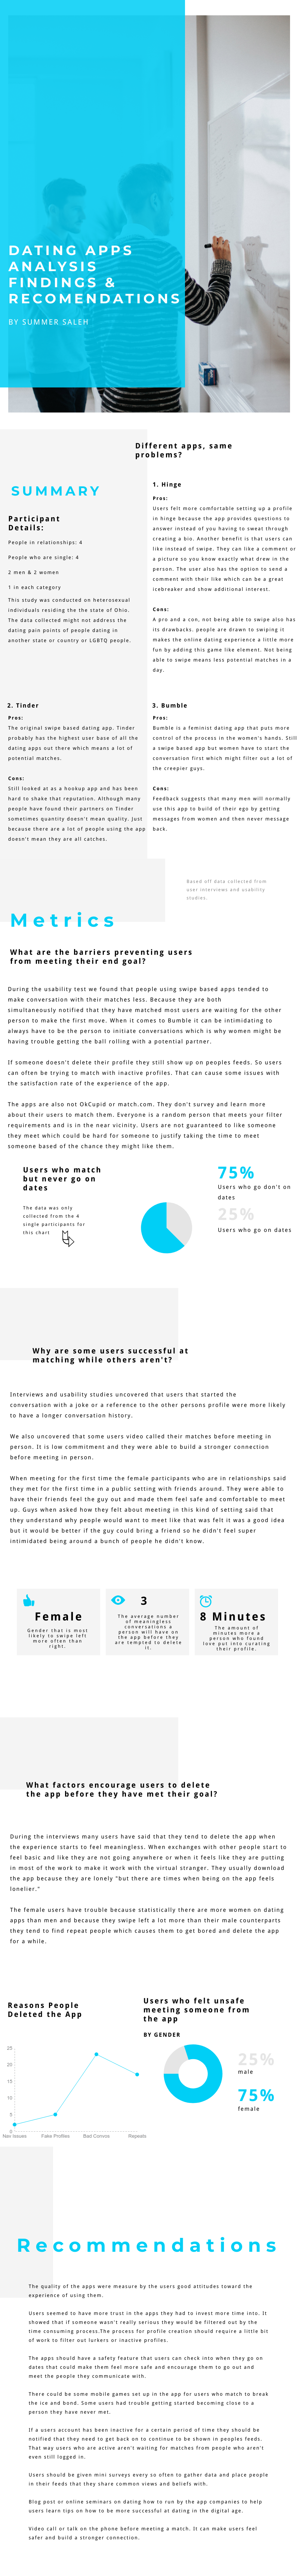 DATING APPS
ANALYSIS
FINDINGS &
RECOMENDATIONS
BY SUMMER SALEH
Different apps, same
problems?
SUMMARY
Participant
Details:
People in relationships: 4
People who are single: 4
2 men & 2 women
1 in each category
This study was conducted on heterosexual
individuals residing the the state of Ohio.
The data collected might not address the
dating pain points of people dating in
another state or country or LGBTQ people.
1. Hinge
Pros:
Users felt more comfortable setting up a profile
in hinge because the app provides questions to
answer instead of you having to sweat through
creating a bio. Another benefit is that users can
like instead of swipe. They can like a comment or
a picture so you know exactly what drew in the
person. The user also has the option to send a
comment with their like which can be a great
icebreaker and show additional interest.
Cons:
A pro and a con, not being able to swipe also has
its drawbacks. people are drawn to swiping it
makes the online dating experience a little more
fun by adding this game like element. Not being
able to swipe means less potential matches in a
day.
2. Tinder
Pros:
The original swipe based dating app. Tinder
probably has the highest user base of all the
dating apps out there which means a lot of
potential matches.
Cons:
Still looked at as a hookup app and has been
hard to shake that reputation. Although many
people have found their partners on Tinder
sometimes quantity doesn't mean quality. Just
because there are a lot of people using the app
doesn't mean they are all catches.
3. Bumble
Pros:
Bumble is a feminist dating app that puts more
control of the process in the woman's hands. Still
a swipe based app but women have to start the
conversation first which might filter out a lot of
the creepier guys.
Cons:
Feedback suggests that many men will normally
use this app to build of their ego by getting
messages from women and then never message
back.
Based off data collected from
user interviews and usability
studies.
Metrics
What are the barriers preventing users
from meeting their end goal?
During the usability test we found that people using swipe based apps tended to
make conversation with their matches less. Because they are both
simultaneously notified that they have matched most users are waiting for the other
person to make the first move. When it comes to Bumble it can be intimidating to
always have to be the person to initiate conversations which is why women might be
having trouble getting the ball rolling with a potential partner.
If someone doesn't delete their profile they still show up on peoples feeds. So users
can often be trying to match with inactive profiles. That can cause some issues with
the satisfaction rate of the experience of the app.
The apps are also not OkCupid or match.com. They don't survey and learn more
about their users to match them. Everyone is a random person that meets your filter
requirements and is in the near vicinity. Users are not guaranteed to like someone
they meet which could be hard for someone to justify taking the time to meet
someone based of the chance they might like them.
Users who match
but never go on
dates
The data was only
collected from the 4
single participants for
this chart
75%
Users who go don't on
dates
25%
Users who go on dates
Why are some users successful at
matching while others aren't?
Interviews and usability studies uncovered that users that started the
conversation with a joke or a reference to the other persons profile were more likely
to have a longer conversation history.
We also uncovered that some users video called their matches before meeting in
person. It is low commitment and they were able to build a stronger connection
before meeting in person.
When meeting for the first time the female participants who are in relationships said
they met for the first time in a public setting with friends around. They were able to
have their friends feel the guy out and made them feel safe and comfortable to meet
up. Guys when asked how they felt about meeting in this kind of setting said that
they understand why people would want to meet like that was felt it was a good idea
but it would be better if the guy could bring a friend so he didn't feel super
intimidated being around a bunch of people he didn't know.
Female
Gender that is most
likely to swipe left
more often than
right.
3
The average number
of meaningless
conversations a
person will have on
the app before they
are tempted to delete
it.
8 Minutes
The amount of
minutes more a
person who found
love put into curating
their profile.
What factors encourage users to delete
the app before they have met their goal?
During the interviews many users have said that they tend to delete the app when
the experience starts to feel meaningless. When exchanges with other people start to
feel basic and like they are not going anywhere or when it feels like they are putting
in most of the work to make it work with the virtual stranger. They usually download
the app because they are lonely "but there are times when being on the app feels
lonelier."
The female users have trouble because statistically there are more women on dating
apps than men and because they swipe left a lot more than their male counterparts
they tend to find repeat people which causes them to get bored and delete the app
for a while.
Reasons People
Deleted the App
25
20
15
10
5
0
Nav Issues
Fake Profiles
Bad Convos
Repeats
Users who felt unsafe
meeting someone from
the app
BY GENDER
25%
male
75%
female
Recommendations
The quality of the apps were measure by the users good attitudes toward the
experience of using them.
Users seemed to have more trust in the apps they had to invest more time into. It
showed that if someone wasn't really serious they would be filtered out by the
time consuming process.The process for profile creation should require a little bit
of work to filter out lurkers or inactive profiles.
The apps should have a safety feature that users can check into when they go on
dates that could make them feel more safe and encourage them to go out and
meet the people they communicate with.
There could be some mobile games set up in the app for users who match to break
the ice and bond. Some users had trouble getting started becoming close to a
person they have never met.
If a users account has been inactive for a certain period of time they should be
notified that they need to get back on to continue to be shown in peoples feeds.
That way users who are active aren't waiting for matches from people who aren't
even still logged in.
Users should be given mini surveys every so often to gather data and place people
in their feeds that they share common views and beliefs with.
Blog post or online seminars on dating how to run by the app companies to help
users learn tips on how to be more successful at dating in the digital age.
Video call or talk on the phone before meeting a match. It can make users feel
safer and build a stronger connection.